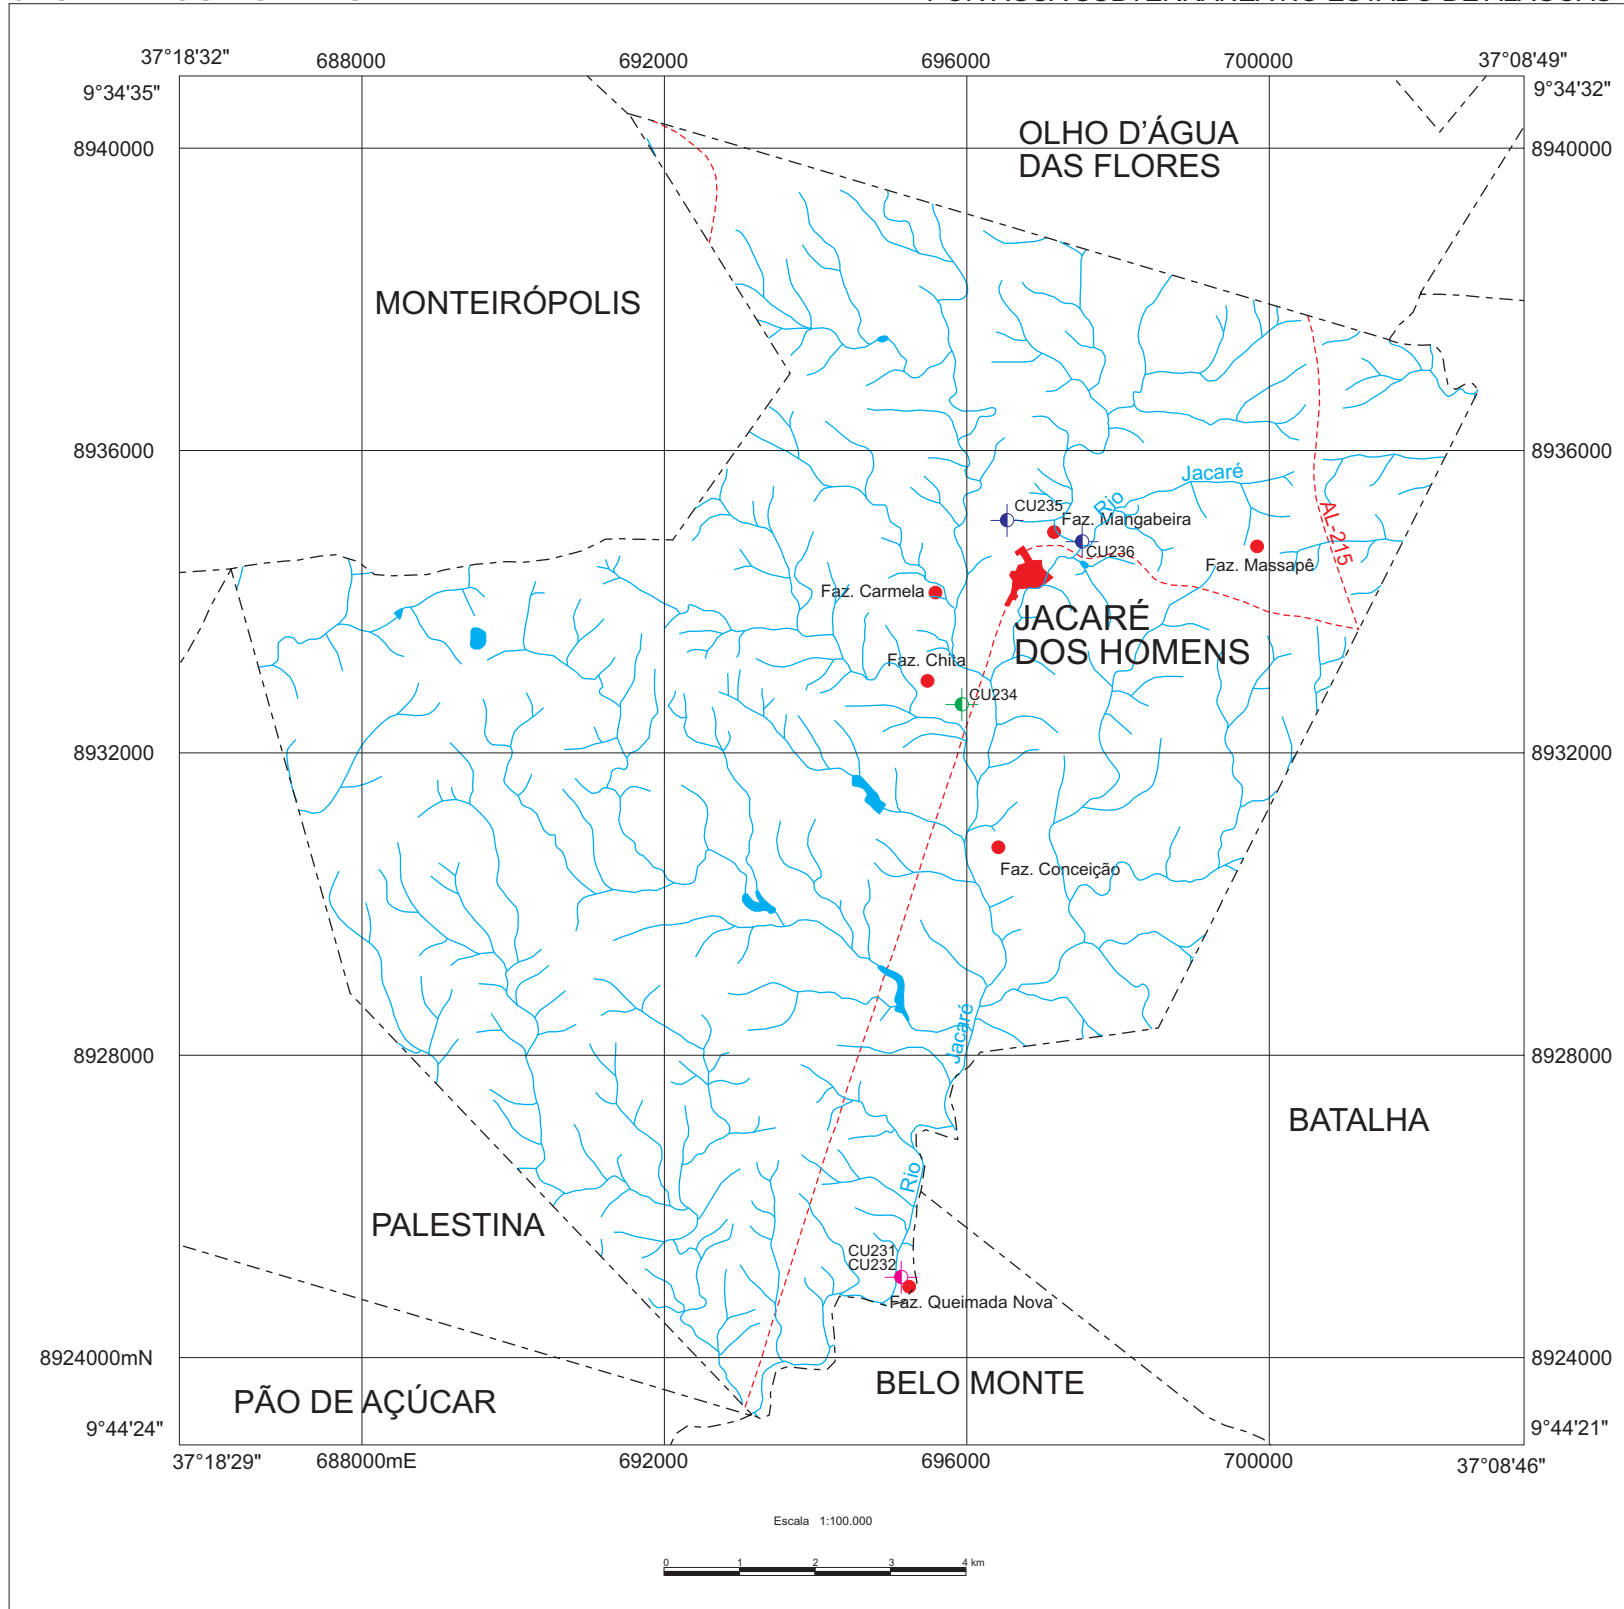 37°18'32"
688000
692000
696000
700000
37°08'49"
9°34'35"
9°34'32"
OLHO D'ÁGUA
DAS FLORES
8940000
8940000
MONTEIRÓPOLIS
8936000
8936000
Rio
Jacaré
CU235
Faz. Mangabeira
CU236
AL-215
Faz. Massapê
Faz. Carmela
JACARÉ
DOS HOMENS
Faz. Chita
CU234
8932000
8932000
Faz. Conceição
Jacaré
8928000
8928000
BATALHA
Rio
PALESTINA
CU231
CU232
Faz. Queimada Nova
8924000mN
8924000
BELO MONTE
PÃO DE AÇÚCAR
9°44'24"
9°44'21"
37°18'29"
688000mE
692000
696000
700000
37°08'46"
Escala 1:100.000
0 1 2 3 4 km